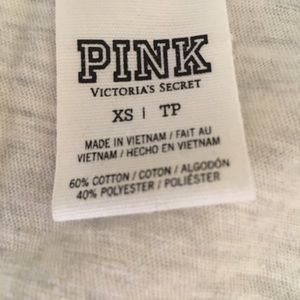 PINK
VICTORIA'S SECRET
XS | TP
MADE IN VIETNAM / FAIT AU
VIETNAM / HECHO EN VIETNAM
60% COTTON / COTON / ALGODÓN
40% POLYESTER / POLIÉSTER